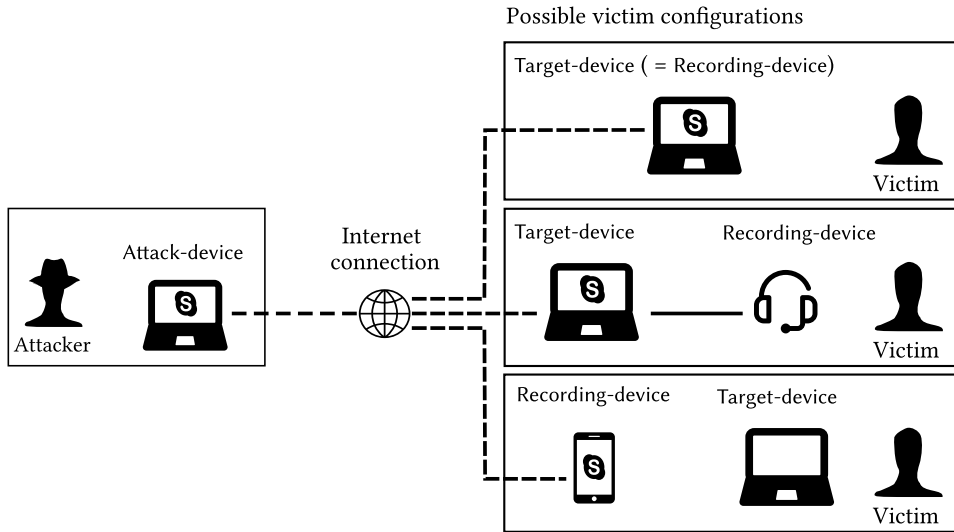 Possible victim configurations
Target-device ( = Recording-device)
S
Victim
Attack-device
S
Attacker
Internet
connection
Target-device
Recording-device
S
Victim
Recording-device
Target-device
S
Victim